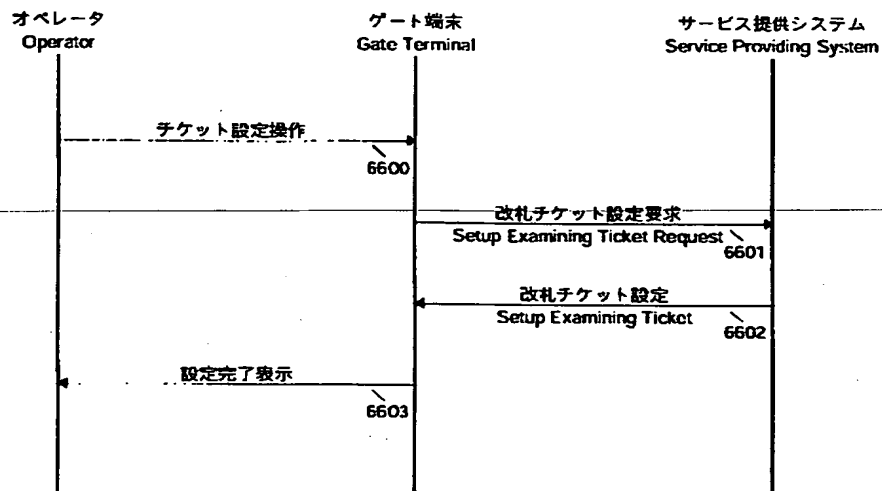 オペレータ
Operator
ゲート端末
Gate Terminal
サービス提供システム
Service Providing System
チケット設定操作
6600
改札チケット設定要求
Setup Examining Ticket Request
6601
改札チケット設定
Setup Examining Ticket
6602
設定完了表示
6603